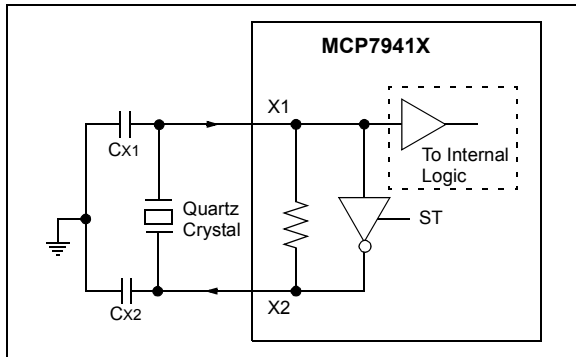 MCP7941X
X1
CX1
To Internal
Logic
Quartz
Crystal
ST
X2
CX2